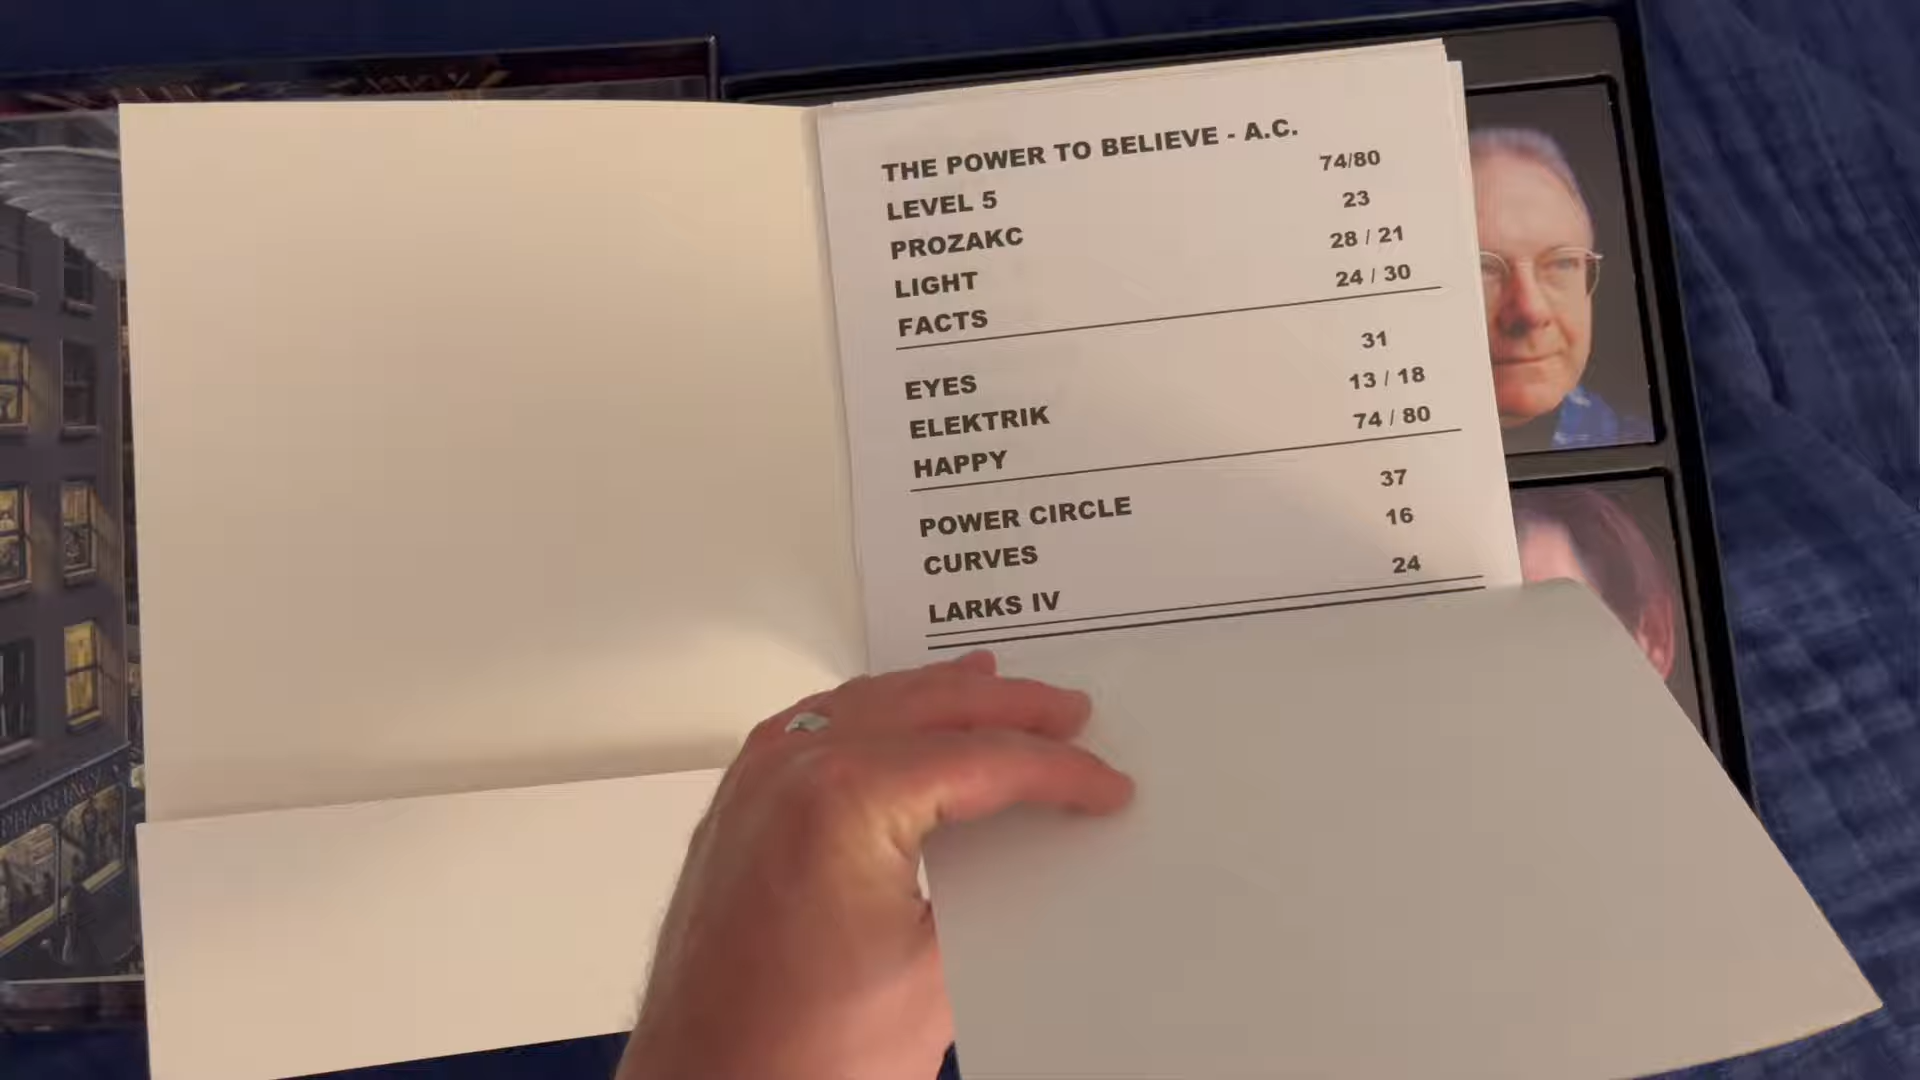 THE POWER TO BELIEVE - A.C.
LEVEL 5 74/80
PROZAKC 23
LIGHT 28 / 21
FACTS 24 / 30
EYES 31
ELEKTRIK 13 / 18
HAPPY 74 / 80
POWER CIRCLE 37
CURVES 16
LARKS IV 24
PHARMACY